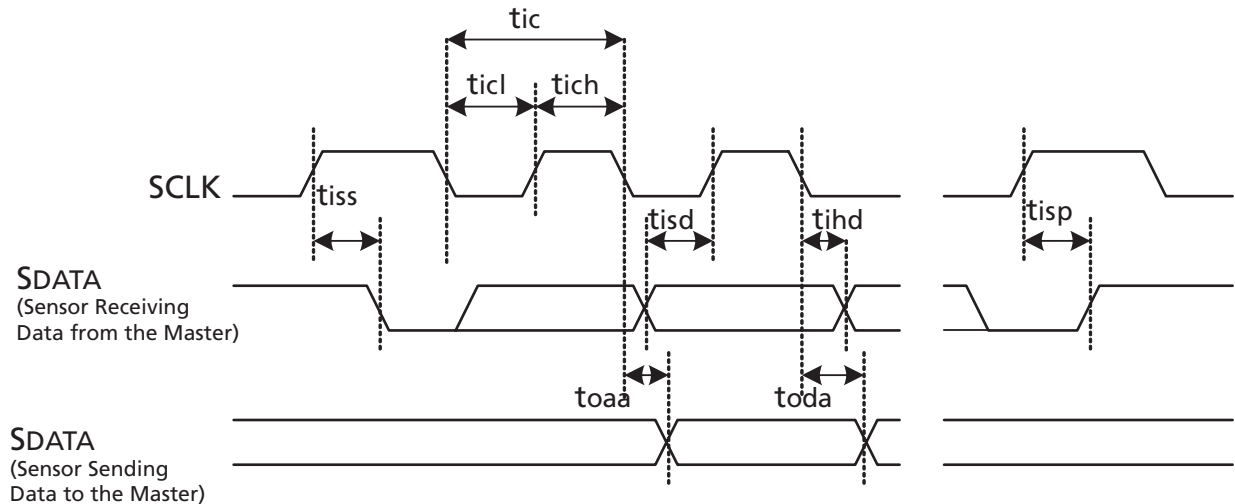 tic
ticl
tich
SCLK
tiss
tisd
tihd
tisp
SDATA
(Sensor Receiving
Data from the Master)
toaa
toda
SDATA
(Sensor Sending
Data to the Master)